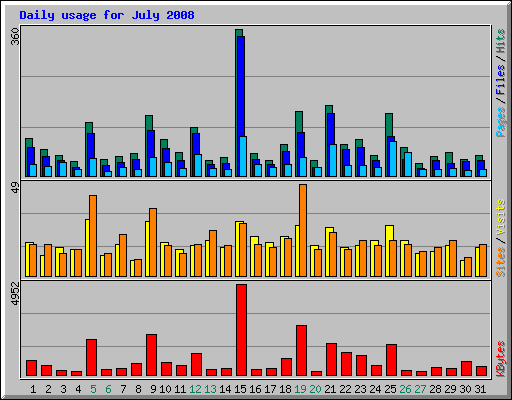 Daily usage for July 2008
360
49
4952
Pages/Files/Hits
Sites/Visits
KBytes
1 2 3 4 5 6 7 8 9 10 11 12 13 14 15 16 17 18 19 20 21 22 23 24 25 26 27 28 29 30 31